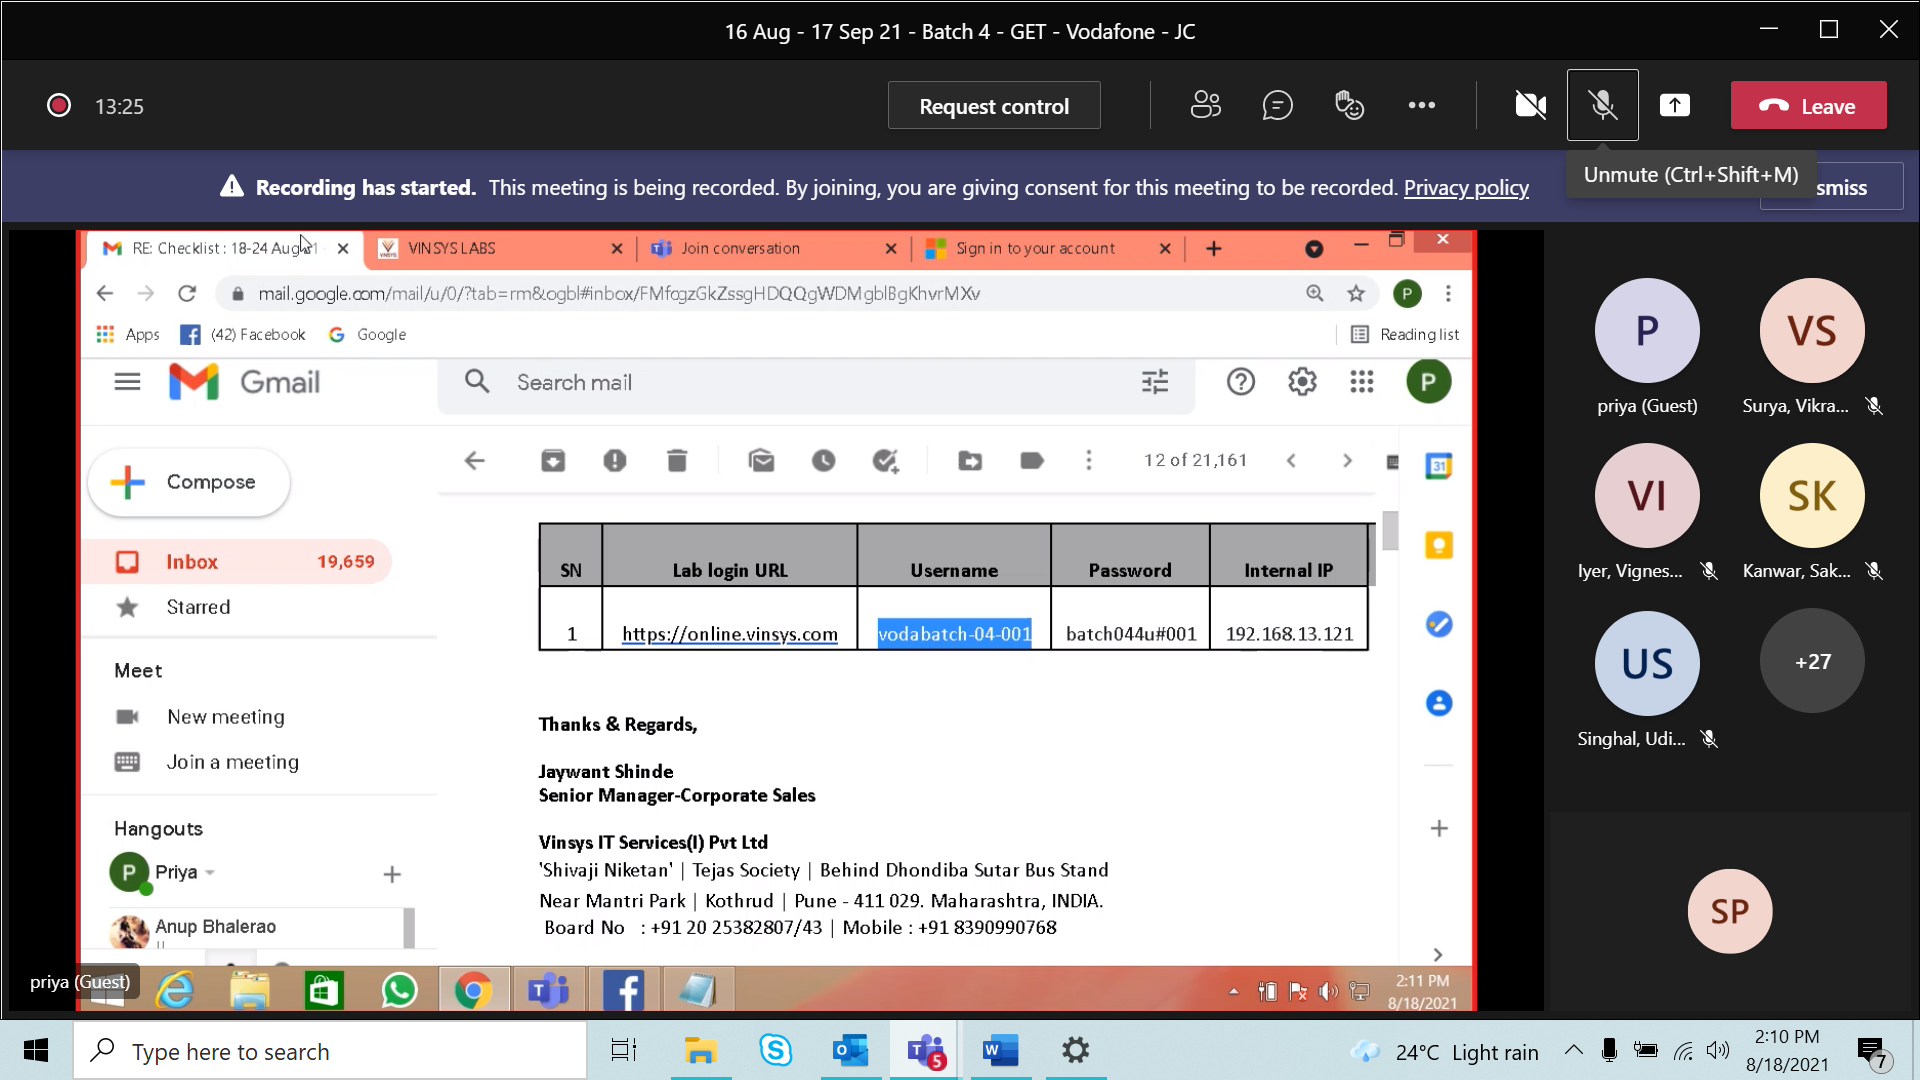 16 Aug - 17 Sep 21 - Batch 4 - GET - Vodafone - JC
13:25
Request control
Leave
Recording has started. This meeting is being recorded. By joining, you are giving consent for this meeting to be recorded. Privacy policy
Unmute (Ctrl+Shift+M)
smiss
RE: Checklist : 18-24 Aug
VINSYS LABS
Join conversation
Sign in to your account
mail.google.com/mail/u/0/?tab=rm&ogbl#inbox/FMfcgzGkZssgHDQQgWDMgblBgKhvrMXv
P
Apps
(42) Facebook
Google
Reading list
Gmail
Search mail
P
Compose
12 of 21,161
31
Inbox 19,659
Starred
Meet
New meeting
Join a meeting
Hangouts
P Priya
Anup Bhalerao
SN Lab login URL Username Password Internal IP
1 https://online.vinsys.com vodabatch-04-001 batch044u#001 192.168.13.121
Thanks & Regards,
Jaywant Shinde
Senior Manager-Corporate Sales
Vinsys IT Services(I) Pvt Ltd
'Shivaji Niketan' | Tejas Society | Behind Dhondiba Sutar Bus Stand
Near Mantri Park | Kothrud | Pune - 411 029. Maharashtra, INDIA.
Board No : +91 20 25382807/43 | Mobile : +91 8390990768
priya (Guest)
2:11 PM
8/18/2021
P
priya (Guest)
VS
Surya, Vikra...
VI
Iyer, Vignes...
SK
Kanwar, Sak...
US
Singhal, Udi...
+27
SP
Type here to search
5
24°C Light rain
2:10 PM
8/18/2021
7